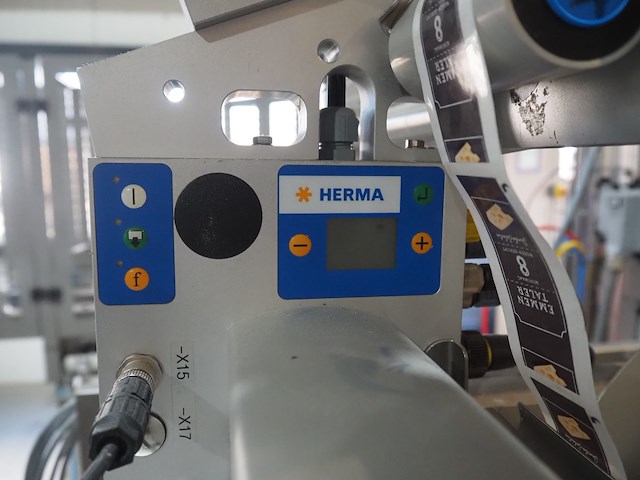 HERMA
I
f
-X15
-X17
8
EMMEN
TALER
8
EMMEN
TALER